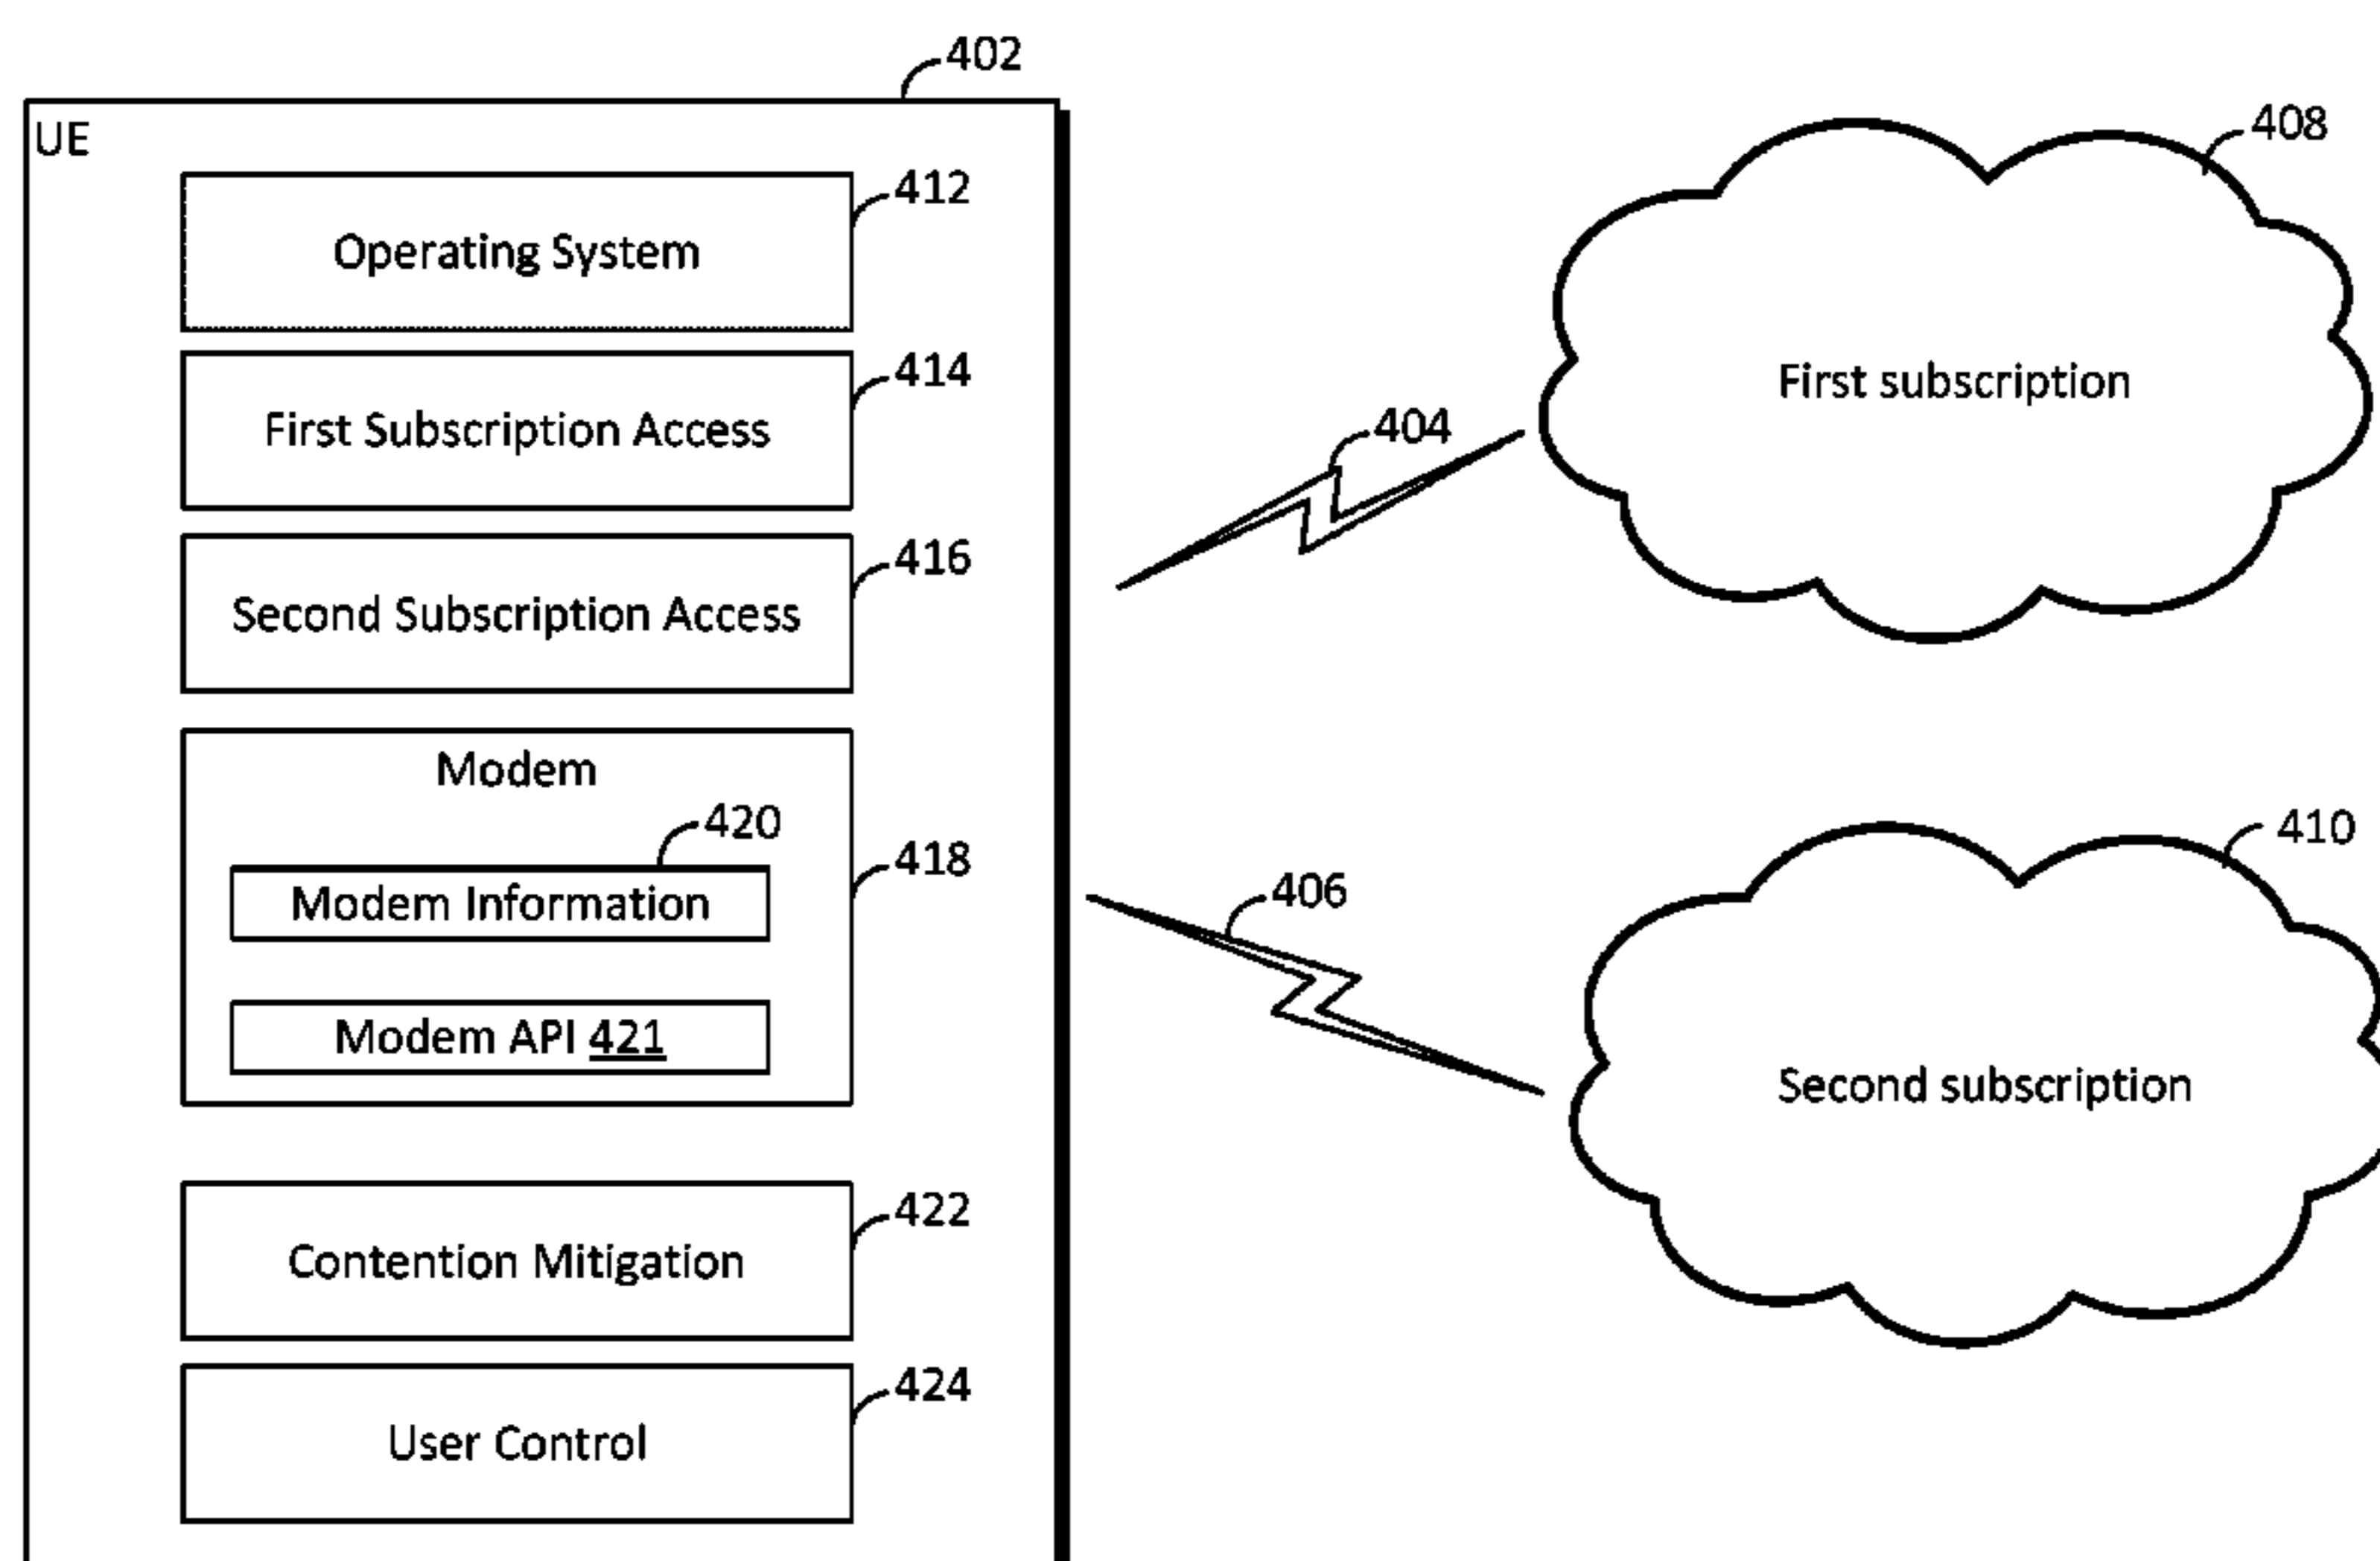 402
UE
412
Operating System
414
First Subscription Access
416
Second Subscription Access
Modem
420
418
Modem Information
Modem API 421
422
Contention Mitigation
424
User Control
404
408
First subscription
406
410
Second subscription